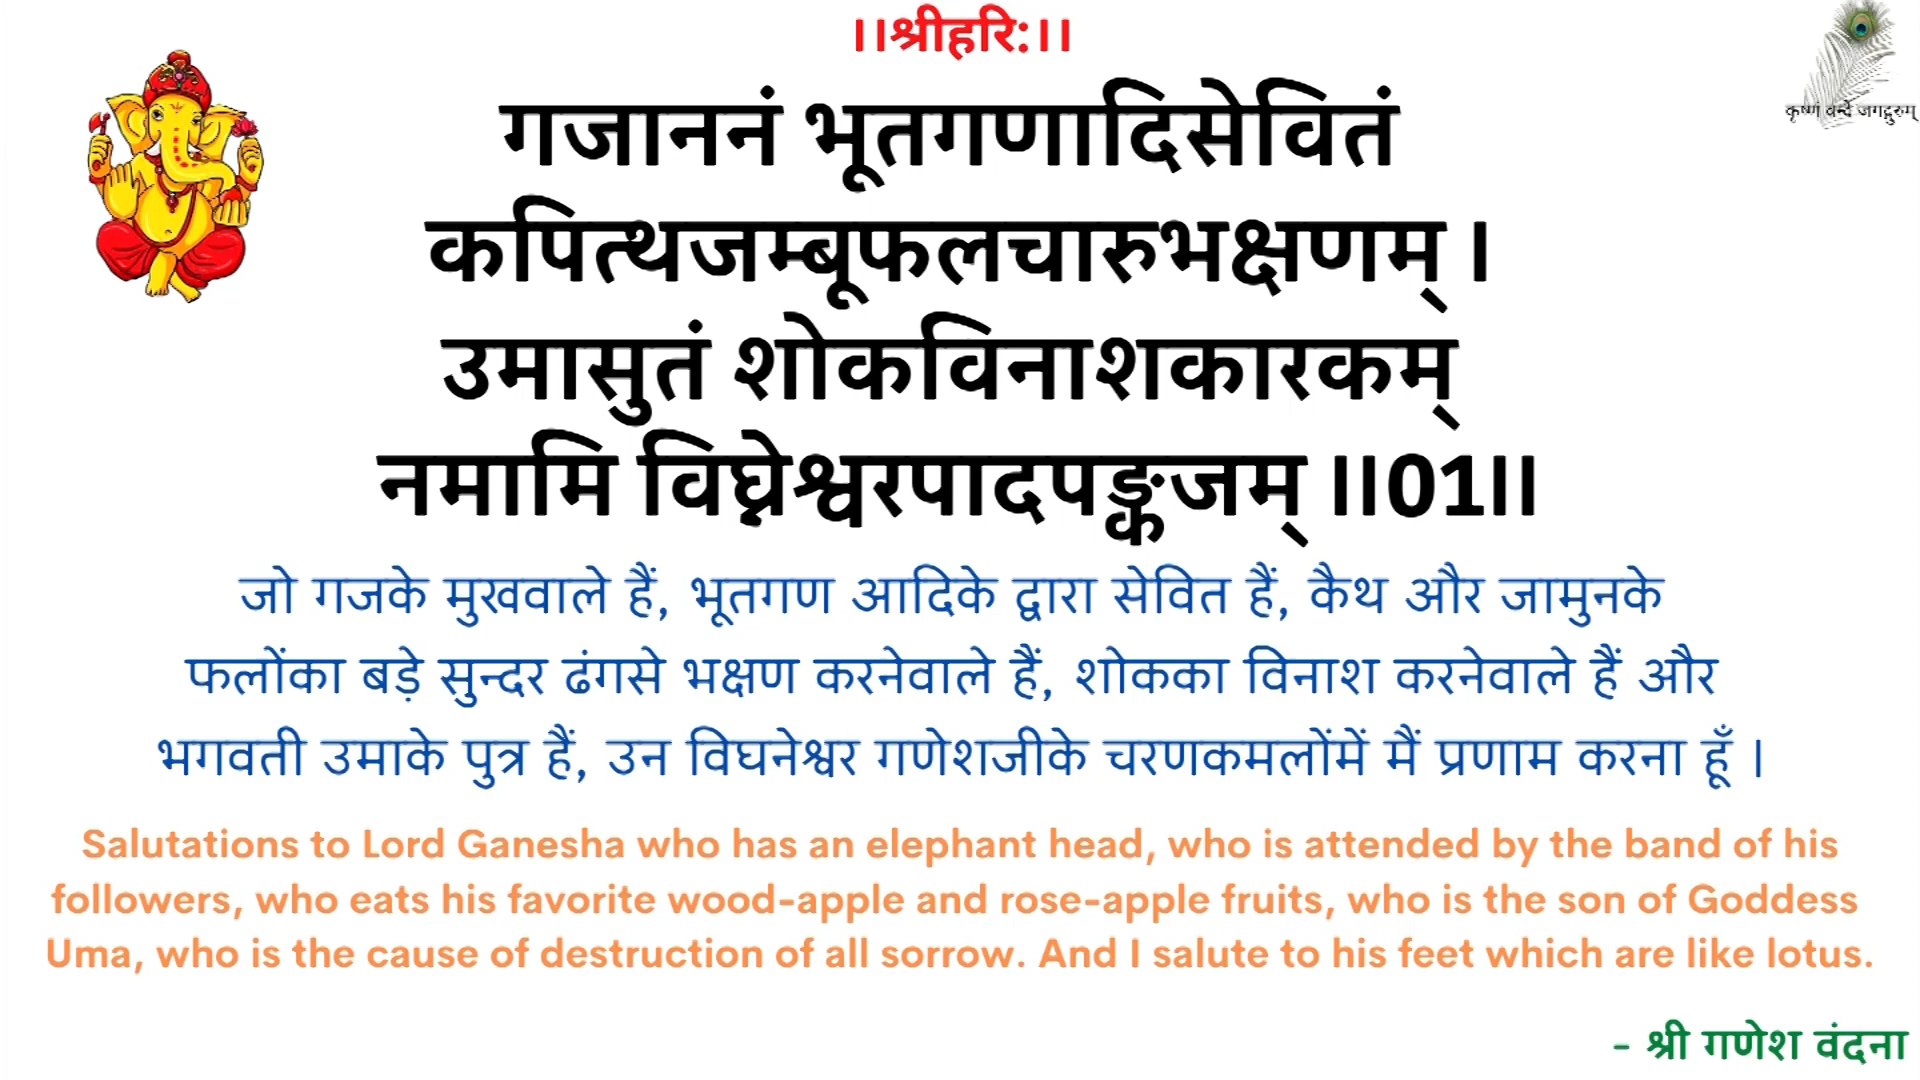 ।।श्रीहरि:।।
कृष्णं वन्दे जगद्गुरुम्
गजाननं भूतगणादिसेवितं
कपित्थजम्बूफलचारुभक्षणम् ।
उमासुतं शोकविनाशकारकम्
नमामि विघ्नेश्वरपादपङ्कजम् ।।01।।
जो गजके मुखवाले हैं, भूतगण आदिके द्वारा सेवित हैं, कैथ और जामुनके
फलोंका बड़े सुन्दर ढंगसे भक्षण करनेवाले हैं, शोकका विनाश करनेवाले हैं और
भगवती उमाके पुत्र हैं, उन विघनेश्वर गणेशजीके चरणकमलोंमें मैं प्रणाम करना हूँ ।
Salutations to Lord Ganesha who has an elephant head, who is attended by the band of his
followers, who eats his favorite wood-apple and rose-apple fruits, who is the son of Goddess
Uma, who is the cause of destruction of all sorrow. And I salute to his feet which are like lotus.
- श्री गणेश वंदना